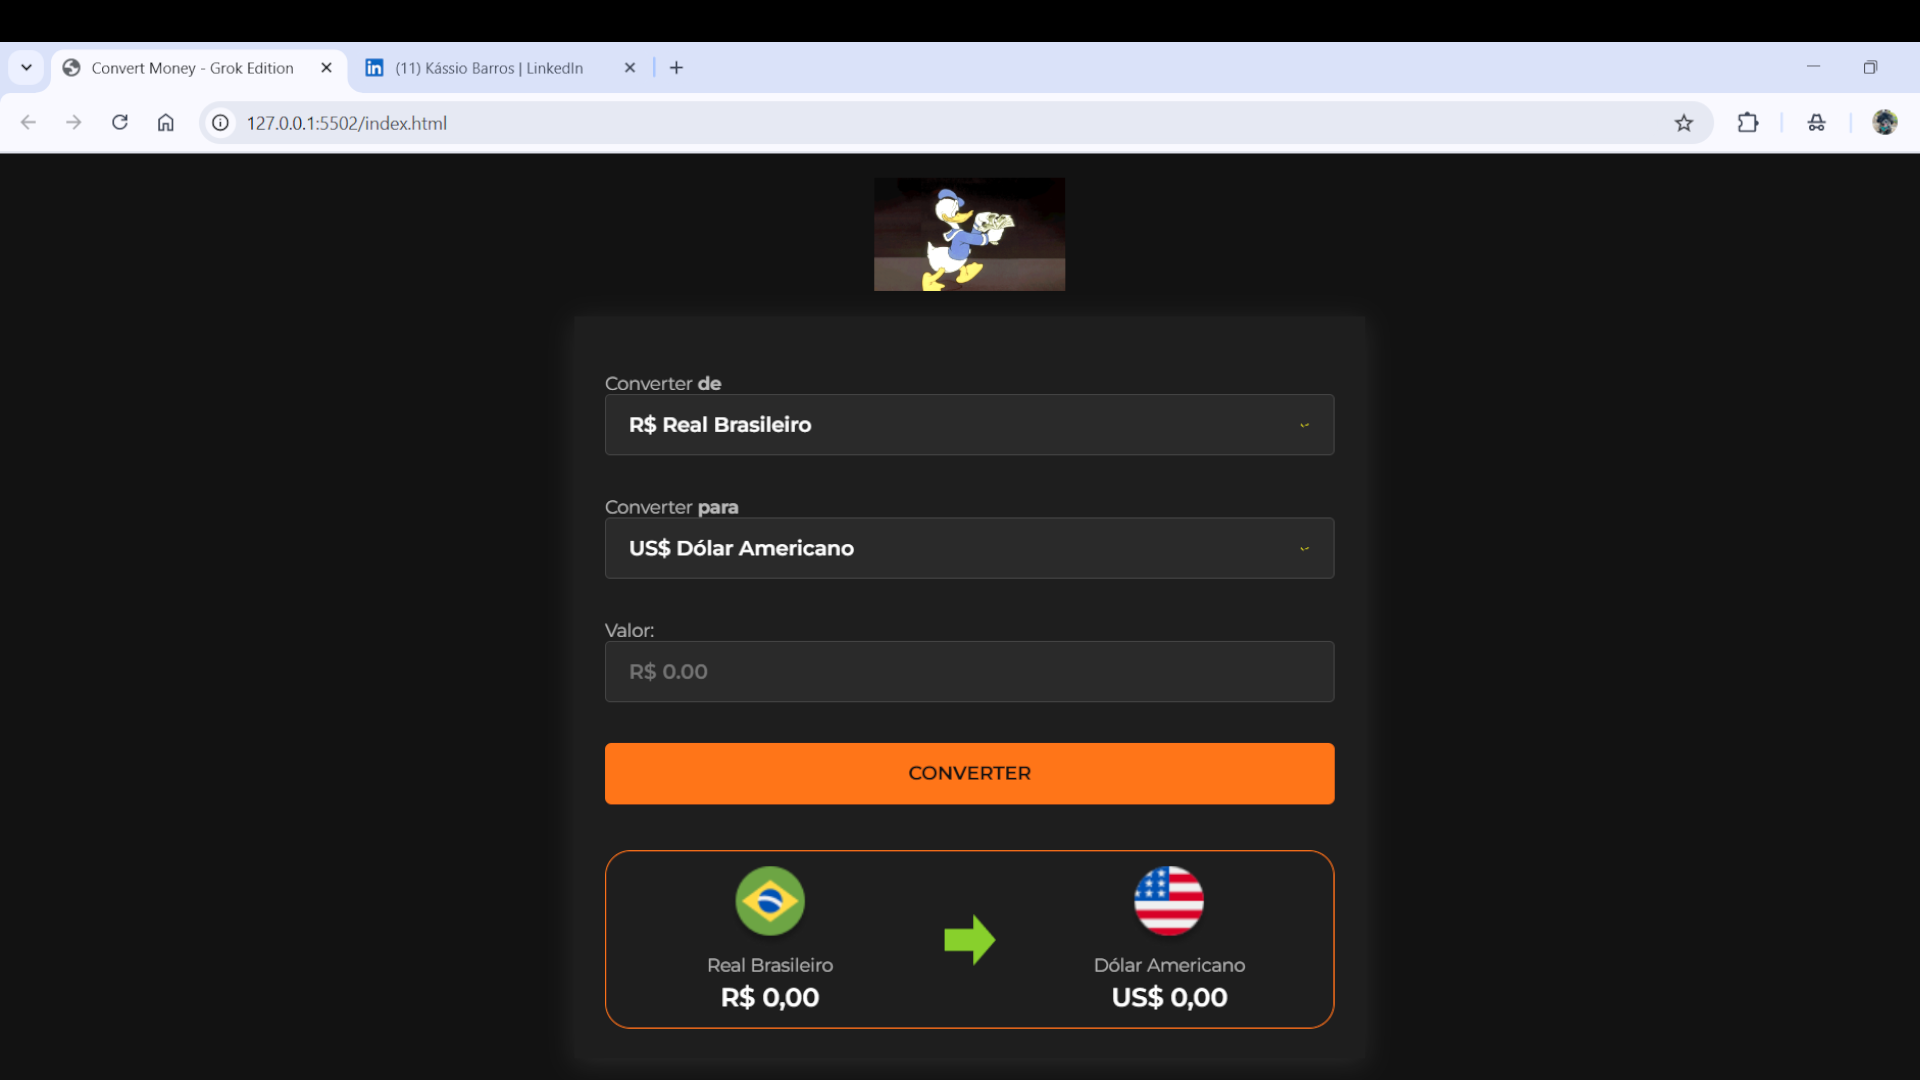 Convert Money - Grok Edition
(11) Kássio Barros | LinkedIn
127.0.0.1:5502/index.html
Converter de
R$ Real Brasileiro
Converter para
US$ Dólar Americano
Valor:
R$ 0.00
CONVERTER
Real Brasileiro
R$ 0,00
Dólar Americano
US$ 0,00